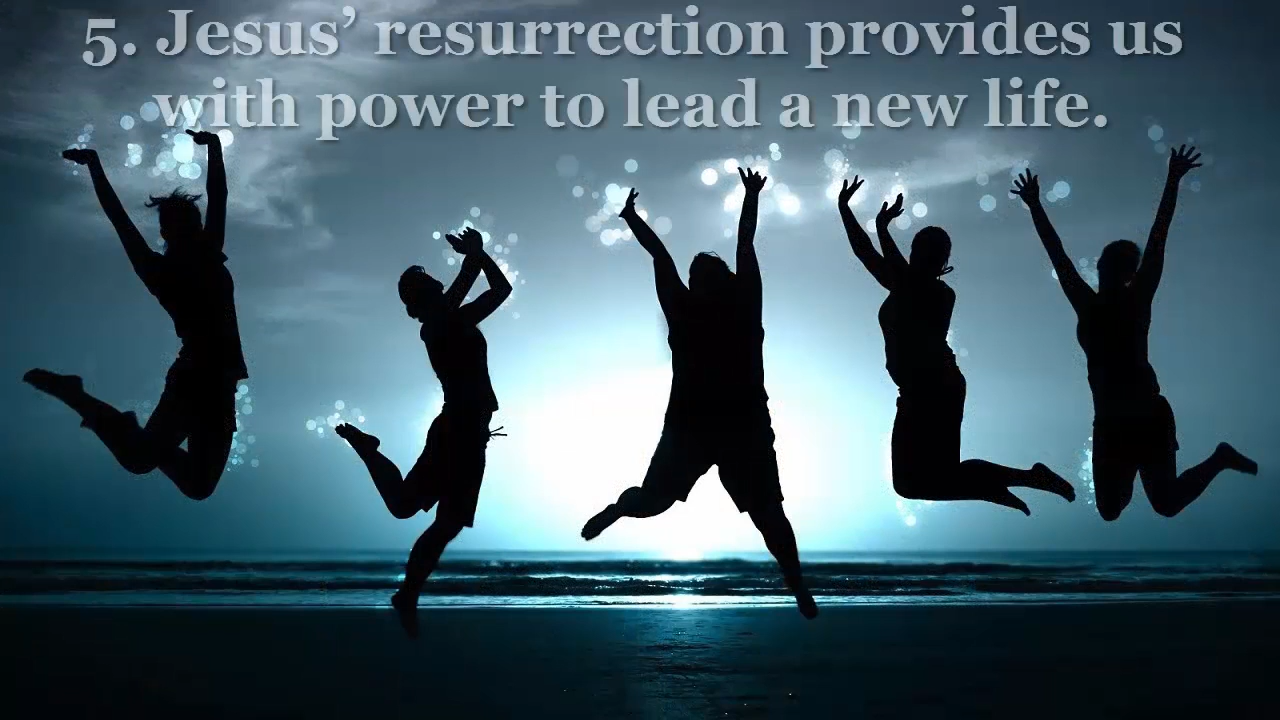 5. Jesus’ resurrection provides us
with power to lead a new life.